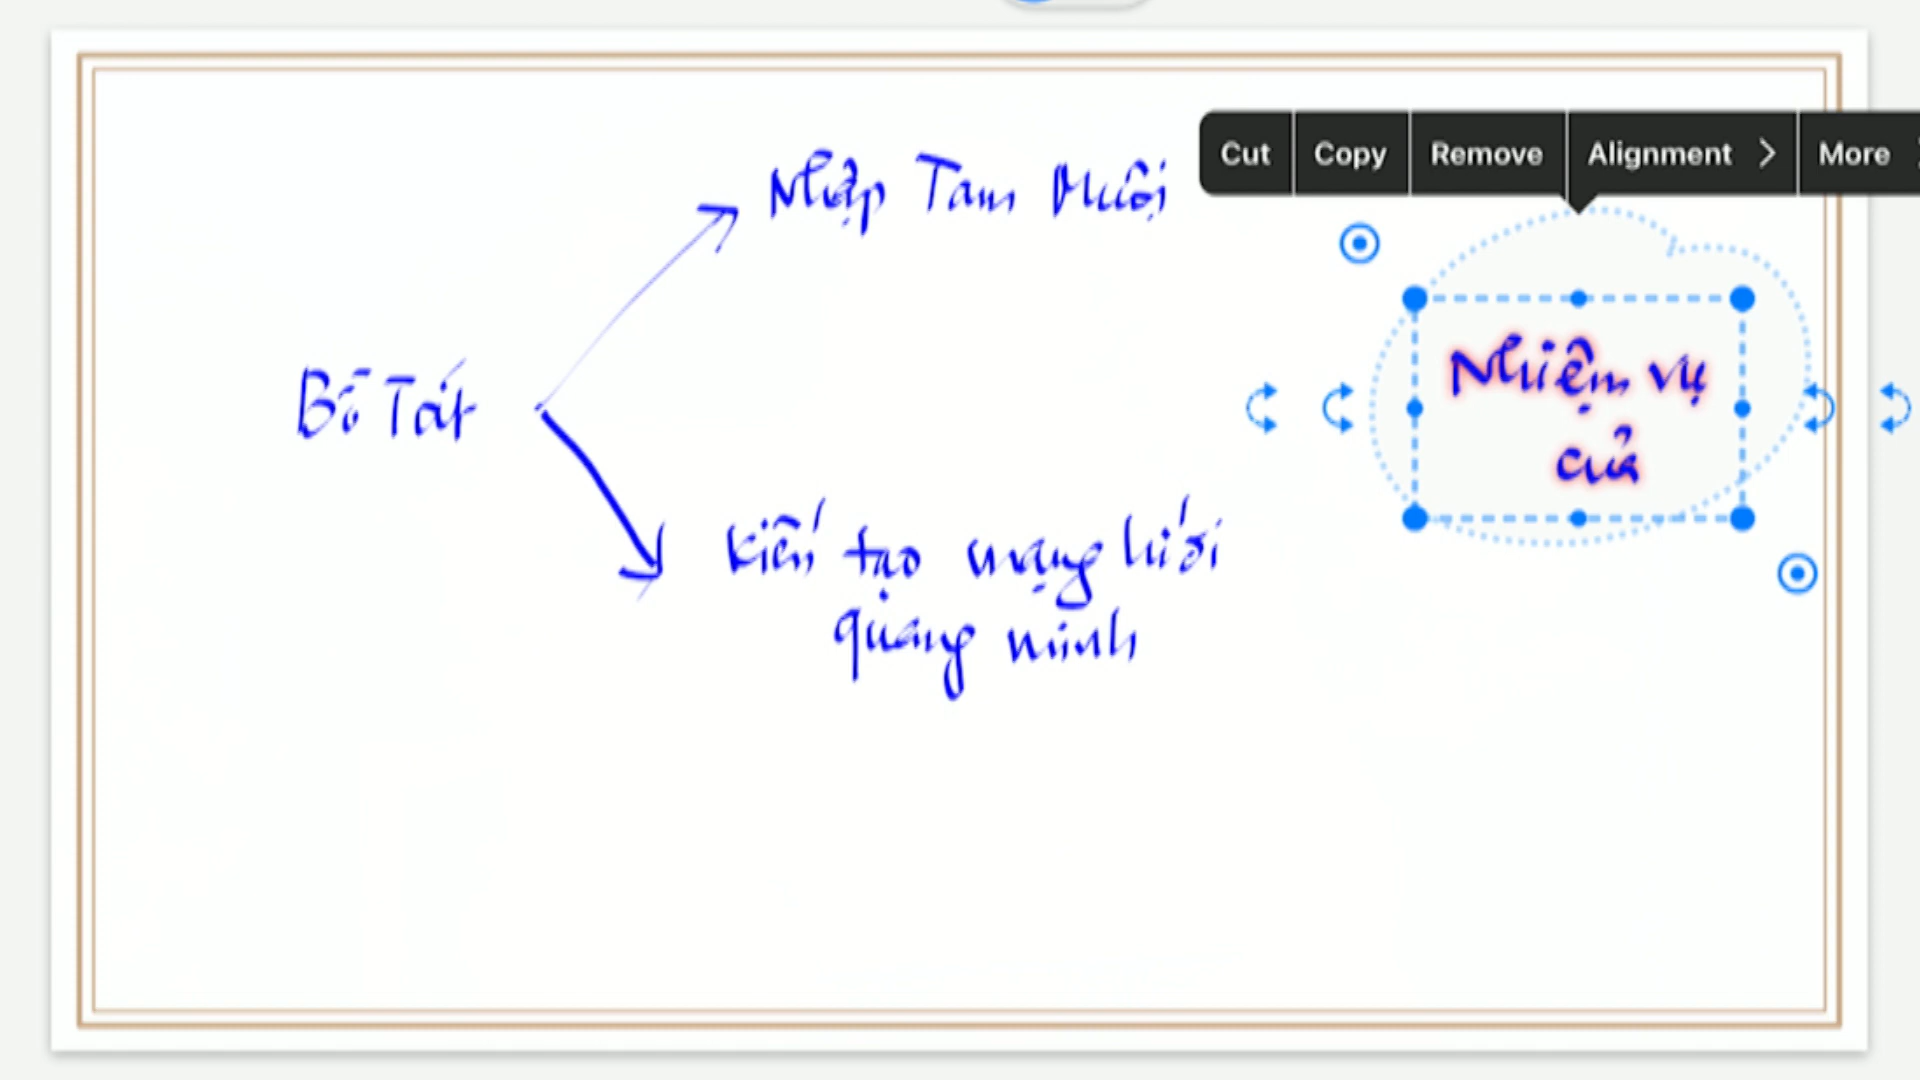 Cut Copy Remove Alignment More
Nhập Tam Muội
Nhiệm vụ
của
Bồ Tát
Kiến tạo mạng lưới
quang minh